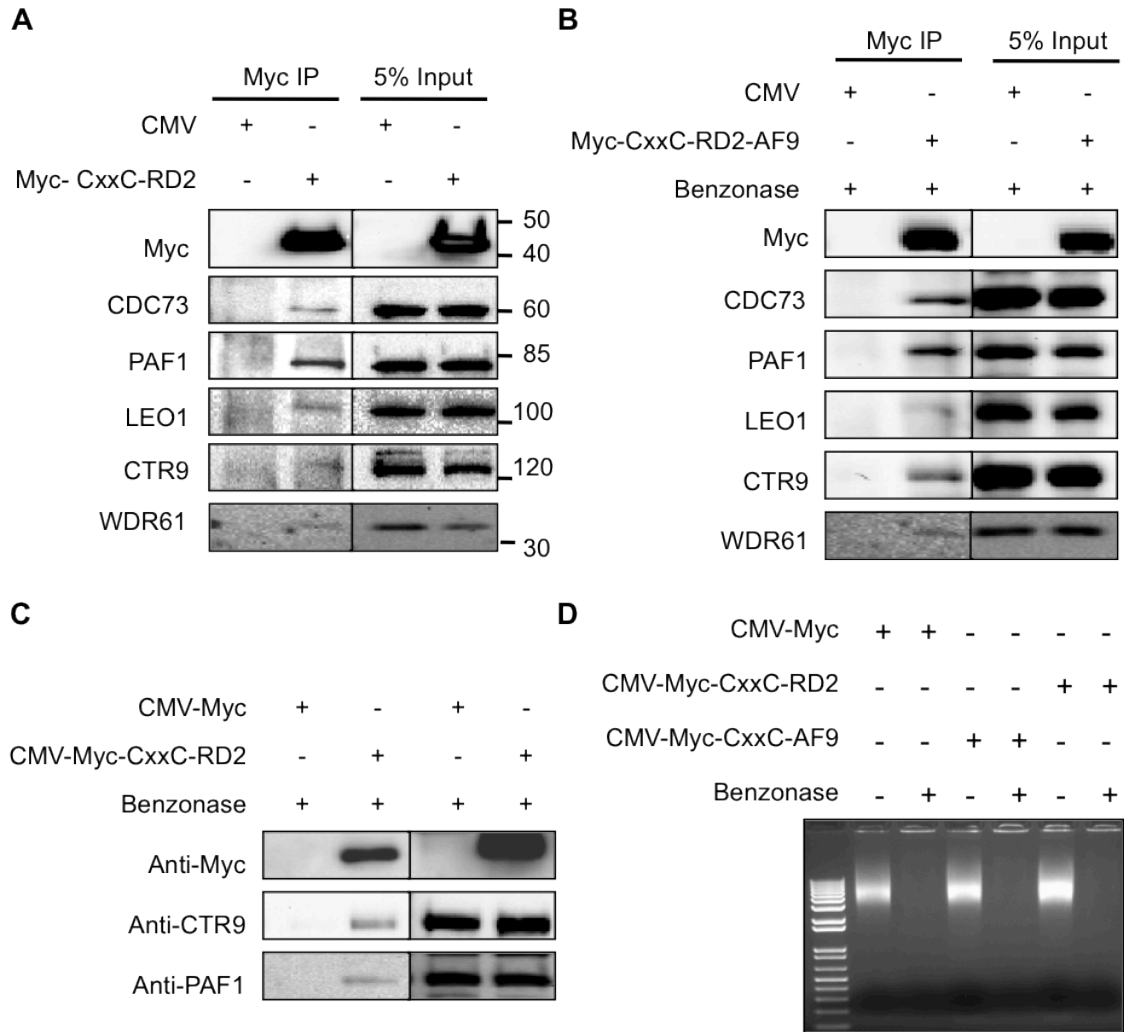 A
Myc IP 5% Input
CMV + - + -
Myc- CxxC-RD2 - + - +
Myc 50
40
CDC73 60
PAF1 85
LEO1 100
CTR9 120
WDR61 30
B
Myc IP 5% Input
CMV + - + -
Myc-CxxC-RD2-AF9 - + - +
Benzonase + + + +
Myc
CDC73
PAF1
LEO1
CTR9
WDR61
C
CMV-Myc + - + -
CMV-Myc-CxxC-RD2 - + - +
Benzonase + + + +
Anti-Myc
Anti-CTR9
Anti-PAF1
D
CMV-Myc + + - - - -
CMV-Myc-CxxC-RD2 - - - - + +
CMV-Myc-CxxC-AF9 - - + + - -
Benzonase - + - + - +